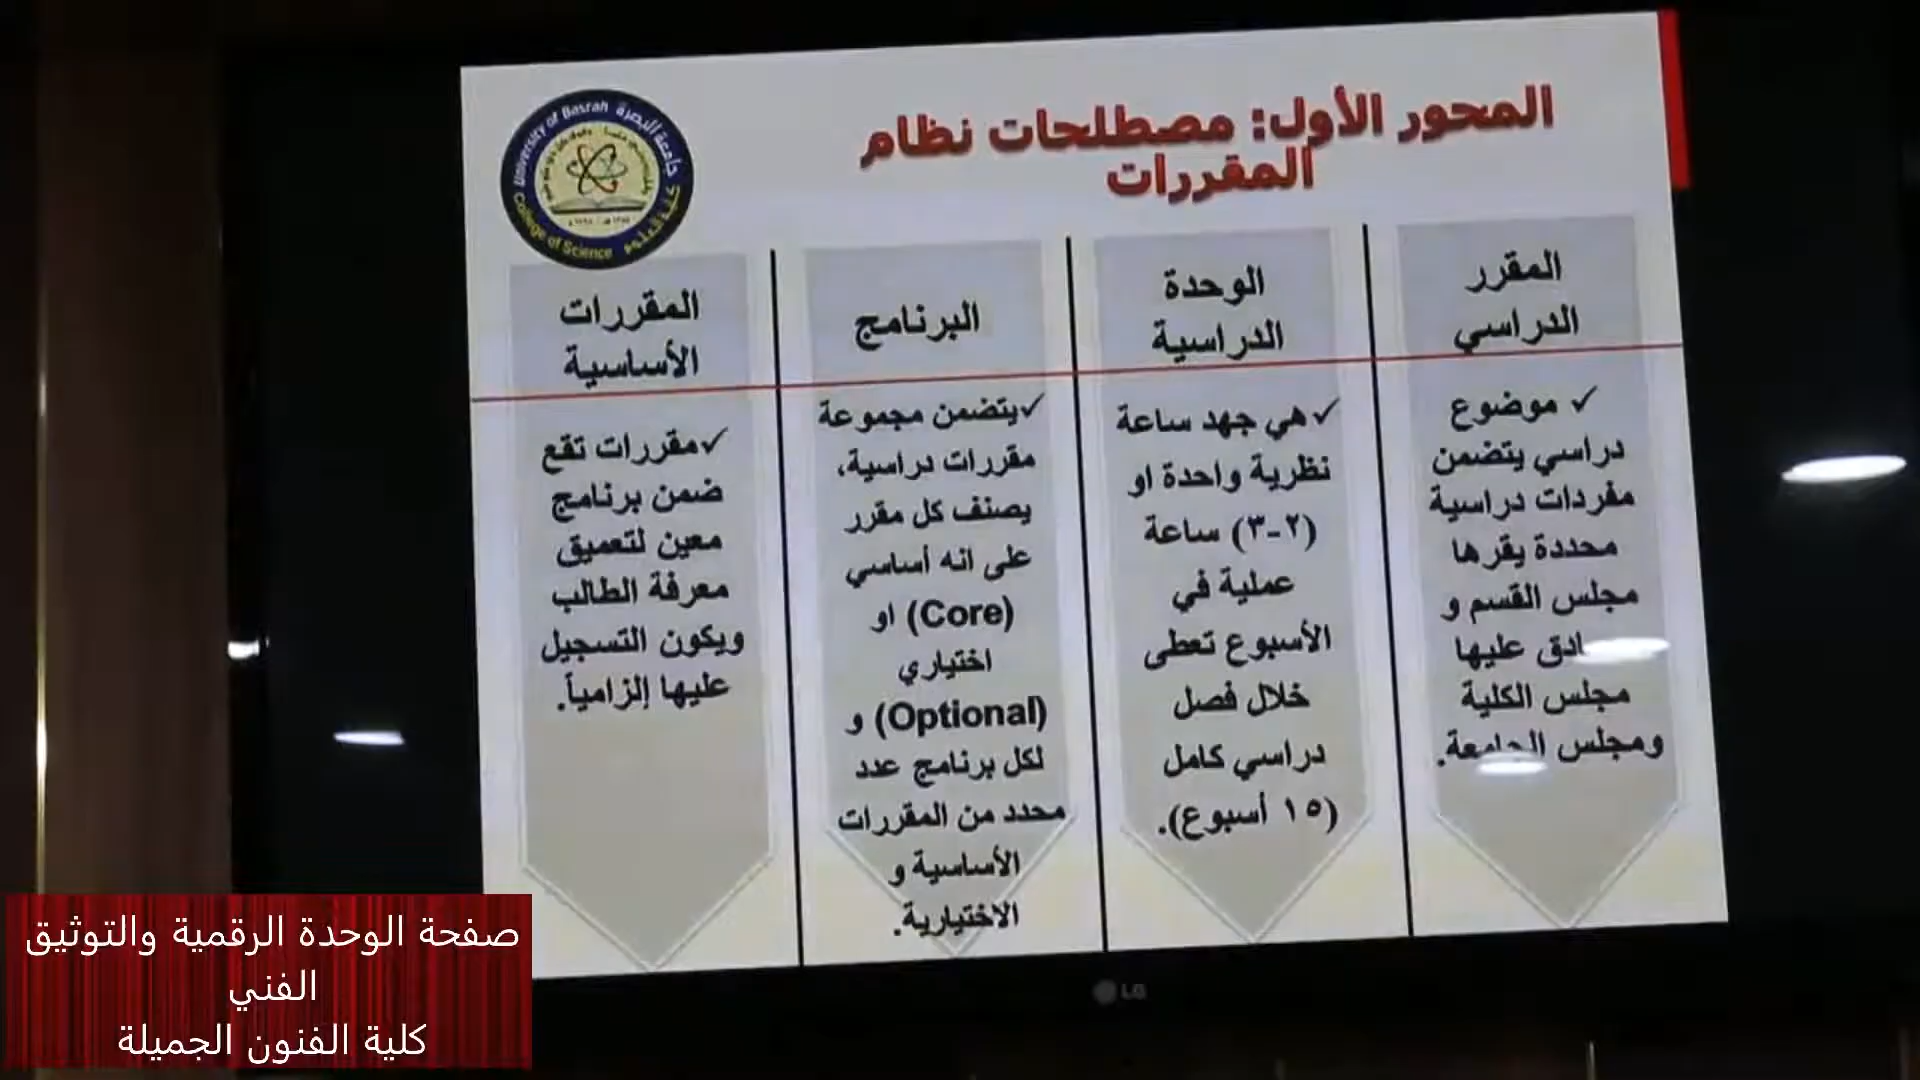 المحور الأول: مصطلحات نظام
المقررات
University of Basrah جامعة البصرة
College of Science كلية العلوم
المقرر
الدراسي
✓ موضوع
دراسي يتضمن
مفردات دراسية
محددة يقرها
مجلس القسم و
عليها
مجلس الكلية
ومجلس الجامعة.
الوحدة
الدراسية
✓هي جهد ساعة
نظرية واحدة او
(٢-٣) ساعة
عملية في
الأسبوع تعطى
خلال فصل
دراسي كامل
(١٥ أسبوع).
البرنامج
✓يتضمن مجموعة
مقررات دراسية،
يصنف كل مقرر
على انه أساسي
(Core) او
اختياري
(Optional) و
لكل برنامج عدد
محدد من المقررات
الأساسية و
الاختيارية.
المقررات
الأساسية
✓مقررات تقع
ضمن برنامج
معين لتعميق
معرفة الطالب
ويكون التسجيل
عليها إلزامياً.
LG
صفحة الوحدة الرقمية والتوثيق
الفني
كلية الفنون الجميلة